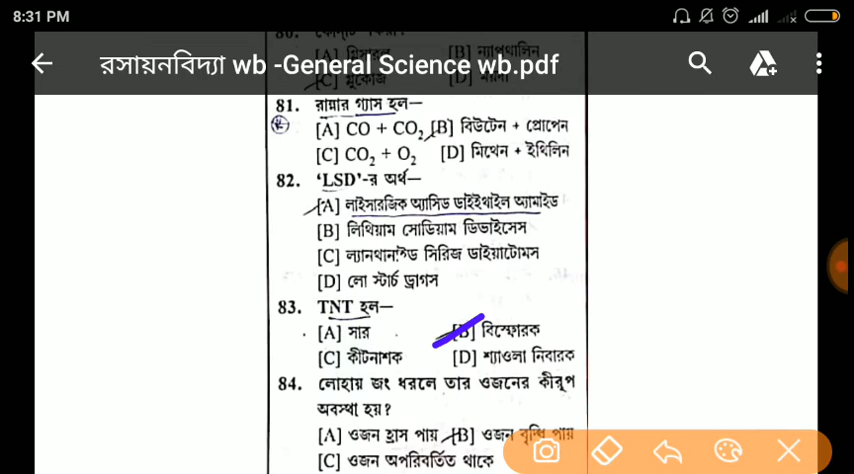 8:31 PM
রসায়নবিদ্যা wb -General Science wb.pdf
80.
[A] [B] ন্যাপথালিন
[C] [D]
81. রান্নার গ্যাস হল—
[A] CO + CO₂ [B] বিউটেন + প্রোপেন
[C] CO₂ + O₂ [D] মিথেন + ইথিলিন
82. ‘LSD’-র অর্থ—
[A] লাইসারজিক অ্যাসিড ডাইইথাইল অ্যামাইড
[B] লিথিয়াম সোডিয়াম ডিভাইসেস
[C] ল্যানথানাইড সিরিজ ডাইয়াটোমস
[D] লো স্টার্চ ড্রাগস
83. TNT হল—
[A] সার [B] বিস্ফোরক
[C] কীটনাশক [D] শ্যাওলা নিবারক
84. লোহায় জং ধরলে তার ওজনের কীরূপ
অবস্থা হয়?
[A] ওজন হ্রাস পায় [B] ওজন বৃদ্ধি পায়
[C] ওজন অপরিবর্তিত থাকে